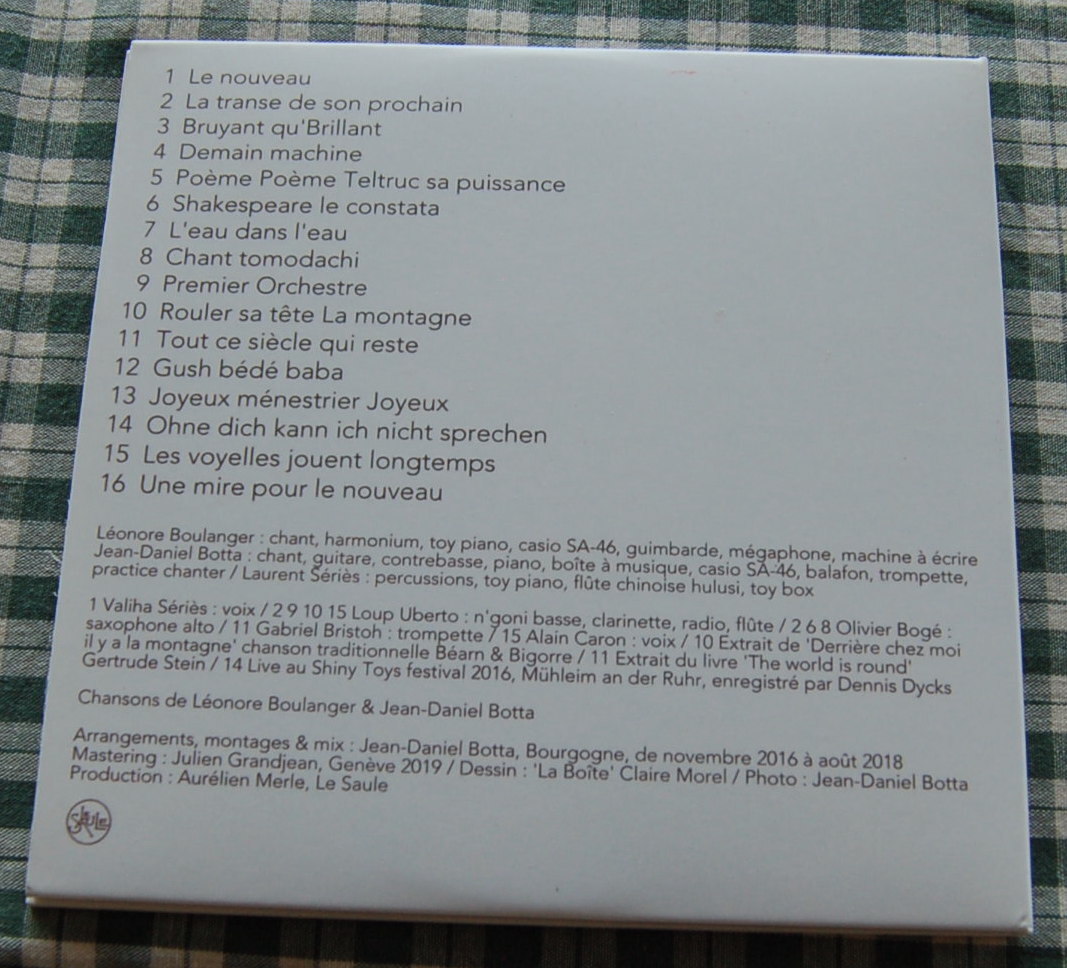 1 Le nouveau
2 La transe de son prochain
3 Bruyant qu'Brillant
4 Demain machine
5 Poème Poème Teltruc sa puissance
6 Shakespeare le constata
7 L'eau dans l'eau
8 Chant tomodachi
9 Premier Orchestre
10 Rouler sa tête La montagne
11 Tout ce siècle qui reste
12 Gush bédé baba
13 Joyeux ménestrier Joyeux
14 Ohne dich kann ich nicht sprechen
15 Les voyelles jouent longtemps
16 Une mire pour le nouveau
Léonore Boulanger : chant, harmonium, toy piano, casio SA-46, guimbarde, mégaphone, machine à écrire
Jean-Daniel Botta : chant, guitare, contrebasse, piano, boîte à musique, casio SA-46, balafon, trompette,
practice chanter / Laurent Sériès : percussions, toy piano, flûte chinoise hulusi, toy box
1 Valiha Sériès : voix / 2 9 10 15 Loup Uberto : n'goni basse, clarinette, radio, flûte / 2 6 8 Olivier Bogé :
saxophone alto / 11 Gabriel Bristoh : trompette / 15 Alain Caron : voix / 10 Extrait de 'Derrière chez moi
il y a la montagne' chanson traditionnelle Béarn & Bigorre / 11 Extrait du livre 'The world is round'
Gertrude Stein / 14 Live au Shiny Toys festival 2016, Mühleim an der Ruhr, enregistré par Dennis Dycks
Chansons de Léonore Boulanger & Jean-Daniel Botta
Arrangements, montages & mix : Jean-Daniel Botta, Bourgogne, de novembre 2016 à août 2018
Mastering : Julien Grandjean, Genève 2019 / Dessin : 'La Boîte' Claire Morel / Photo : Jean-Daniel Botta
Production : Aurélien Merle, Le Saule
le SAULE